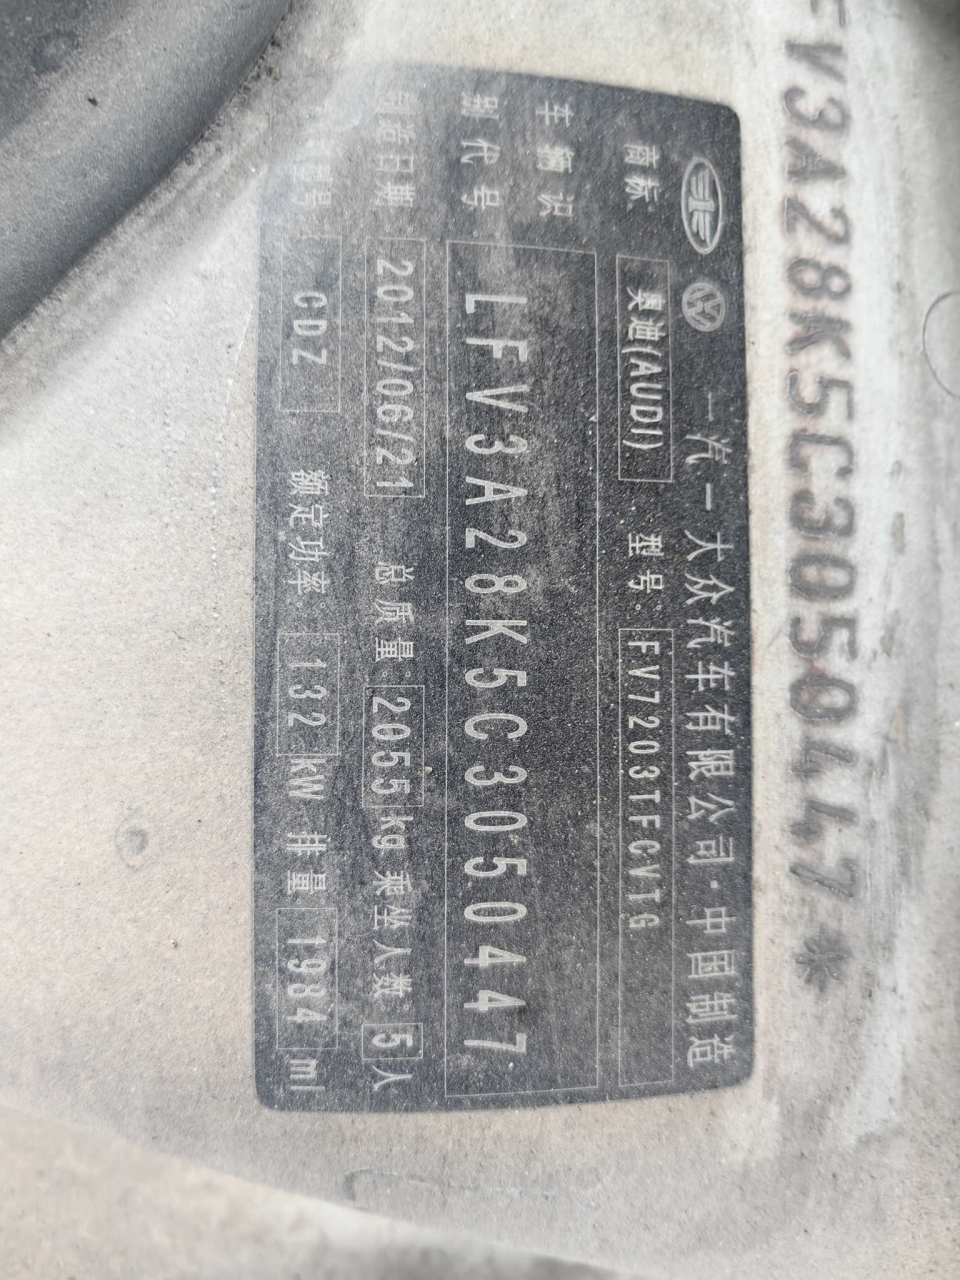 FV3A28K5C3050447*
一汽一大众汽车有限公司·中国制造
商标 奥迪(AUDI) 型号: FV7203TFCVTG
车辆识
别代号 LFV3A28K5C3050447
制造日期 2012/06/21 总质量: 2055 kg 乘坐人数 5 人
型号 CDZ 额定功率: 132 kW 排量: 1984 ml